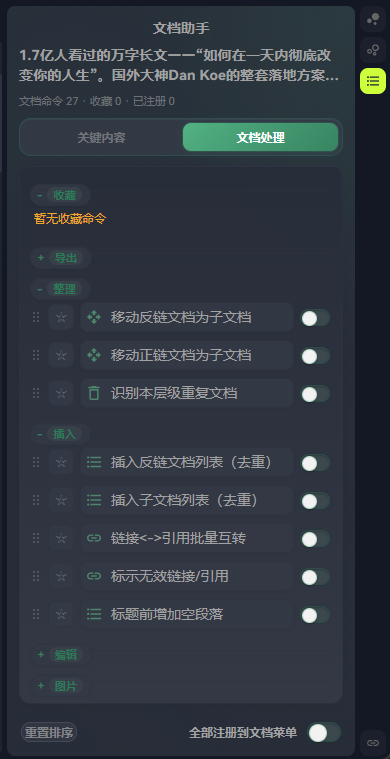 文档助手
1.7亿人看过的万字长文一一“如何在一天内彻底改
变你的人生”。国外大神Dan Koe的整套落地方案...
文档命令 27 · 收藏 0 · 已注册 0
关键内容
文档处理
- 收藏
暂无收藏命令
+ 导出
- 整理
移动反链文档为子文档
移动正链文档为子文档
识别本层级重复文档
- 插入
插入反链文档列表（去重）
插入子文档列表（去重）
链接<->引用批量互转
标示无效链接/引用
标题前增加空段落
+ 编辑
+ 图片
重置排序
全部注册到文档菜单